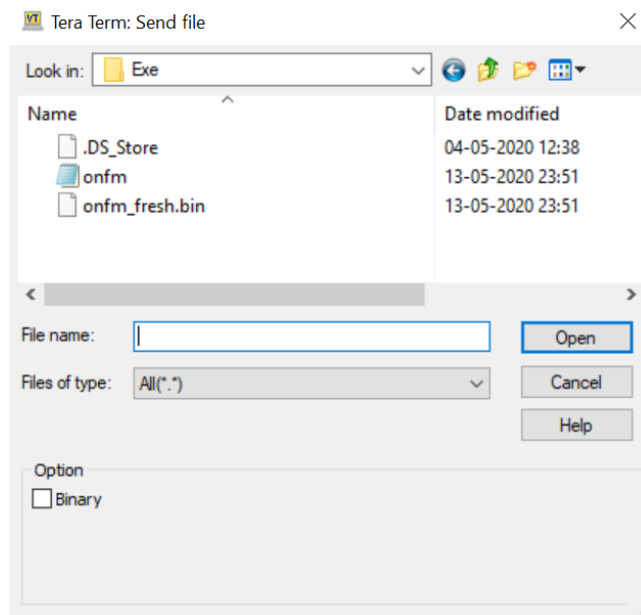 VT Tera Term: Send file
Look in: Exe
Name Date modified
.DS_Store 04-05-2020 12:38
onfm 13-05-2020 23:51
onfm_fresh.bin 13-05-2020 23:51
File name: Open
Files of type: All(*.*) Cancel
Help
Option
Binary